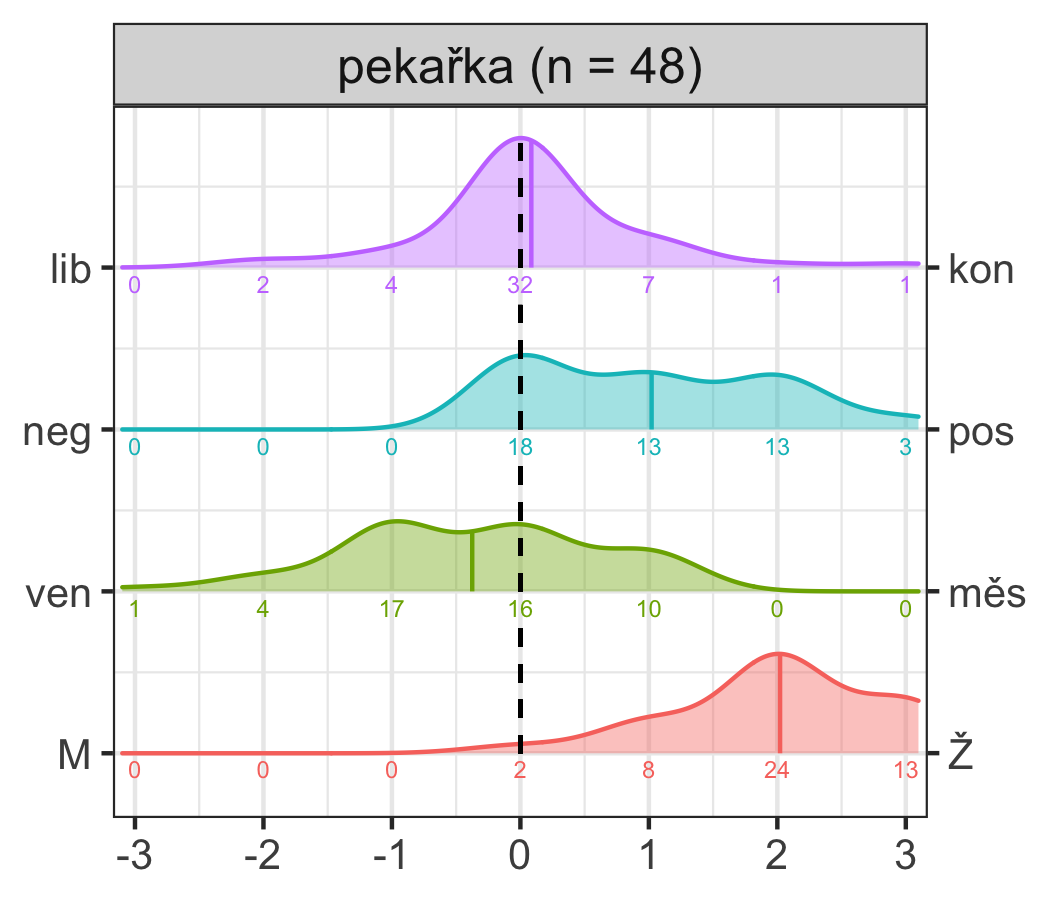 pekařka (n = 48)
lib kon
0 2 4 32 7 1 1
neg pos
0 0 0 18 13 13 3
ven měs
1 4 17 16 10 0 0
M Ž
0 0 0 2 8 24 13
-3 -2 -1 0 1 2 3